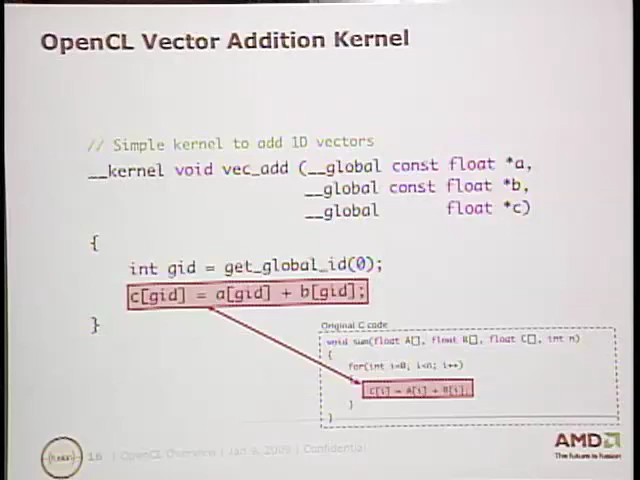 OpenCL Vector Addition Kernel
// Simple kernel to add 1D vectors
__kernel void vec_add (__global const float *a,
__global const float *b,
__global float *c)
{
int gid = get_global_id(0);
c[gid] = a[gid] + b[gid];
}
Original C code
void sum(float A[], float B[], float C[], int n)
{
for(int i=0; i<n; i++)
{
C[i] = A[i] + B[i];
}
}
fusion
16 | OpenCL Overview | Jan 9, 2009 | Confidential
AMD
The future is fusion